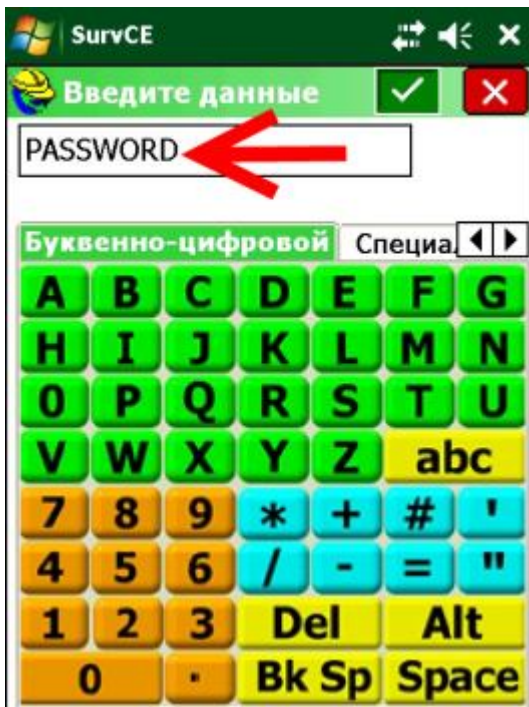 SurvCE
Введите данные
PASSWORD
Буквенно-цифровой Специа
A B C D E F G
H I J K L M N
O P Q R S T U
V W X Y Z abc
7 8 9 * + # '
4 5 6 / - = "
1 2 3 Del Alt
0 . Bk Sp Space